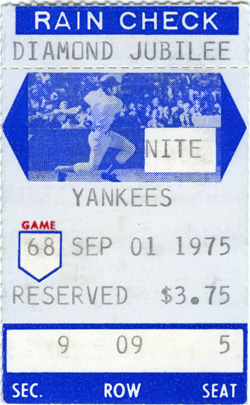 RAIN CHECK
DIAMOND JUBILEE
NITE
YANKEES
GAME
68 SEP 01 1975
RESERVED $3.75
9 09 5
SEC. ROW SEAT